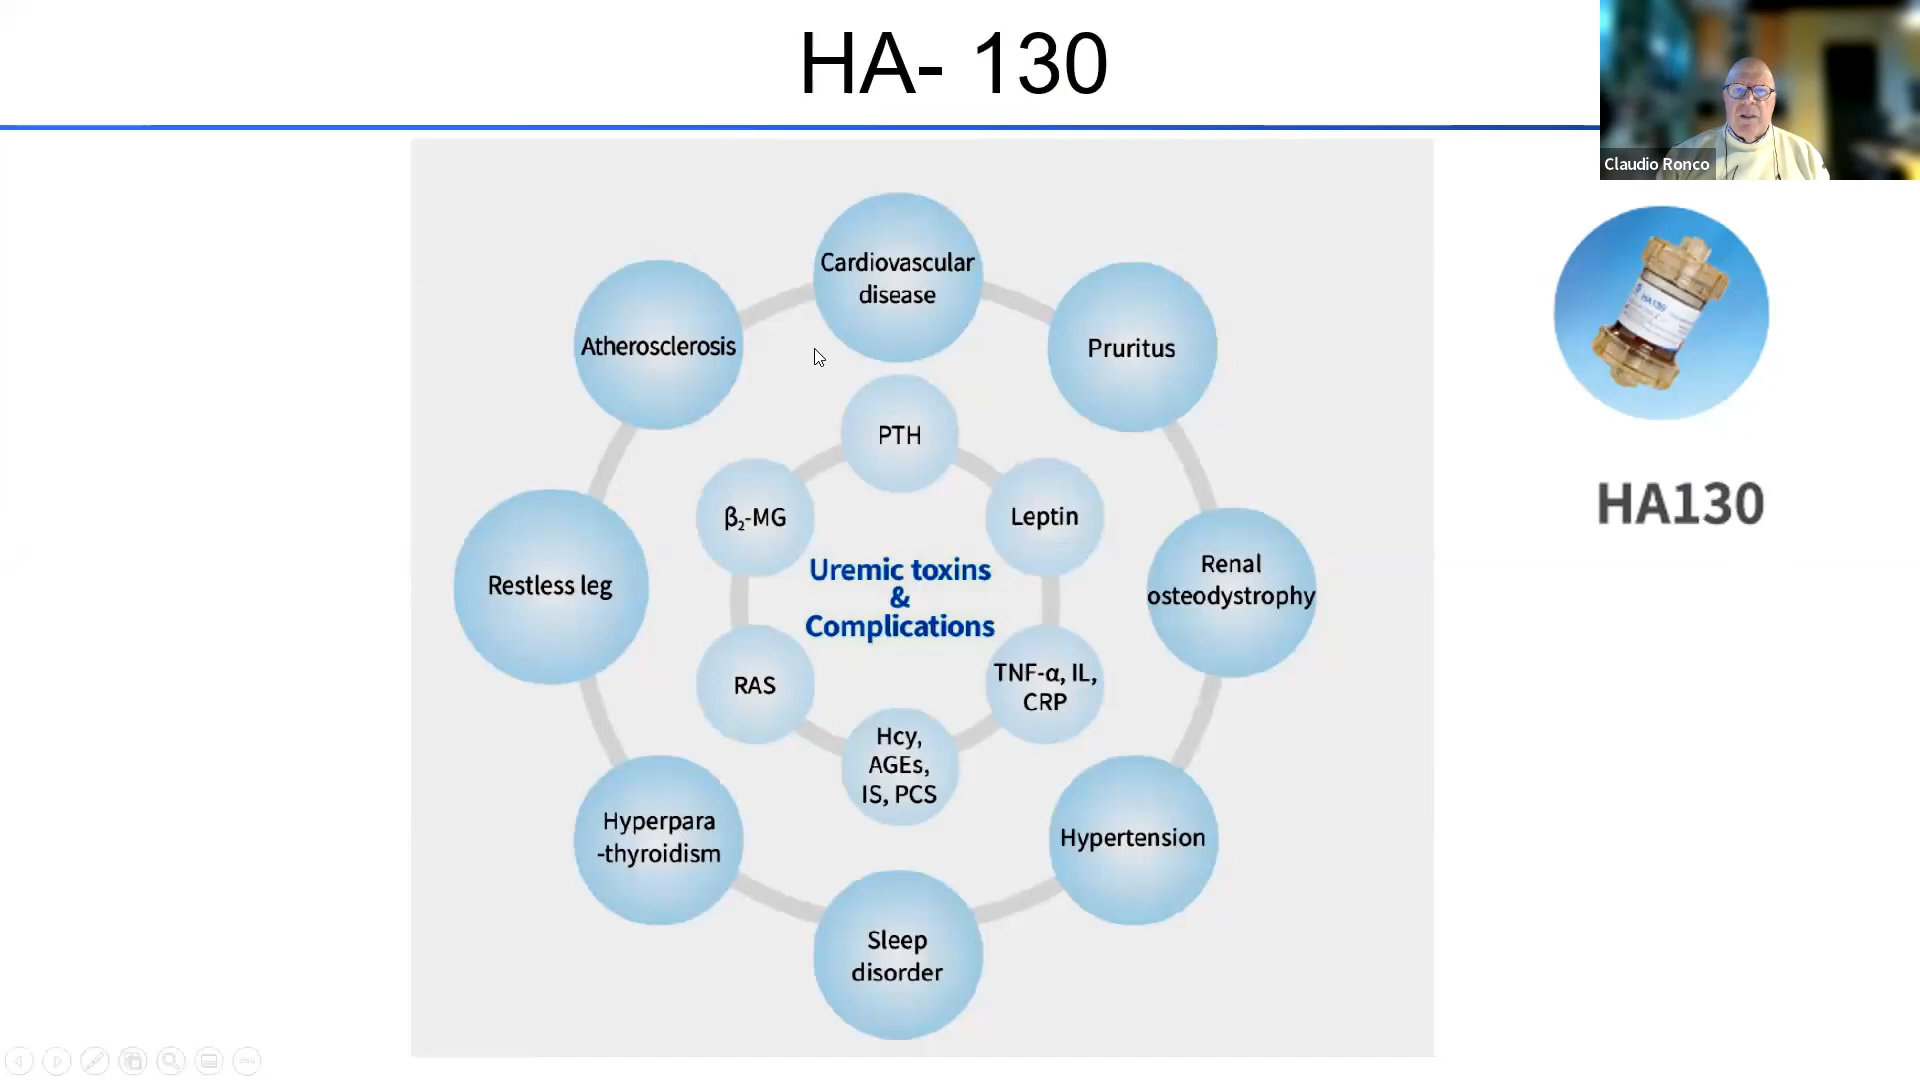 HA- 130
Claudio Ronco
Cardiovascular
disease
Atherosclerosis
Pruritus
PTH
β₂-MG
Leptin
Uremic toxins
&
Complications
Restless leg
Renal
osteodystrophy
RAS
TNF-α, IL,
CRP
Hcy,
AGEs,
IS, PCS
Hyperpara
-thyroidism
Hypertension
Sleep
disorder
HA130
HA130